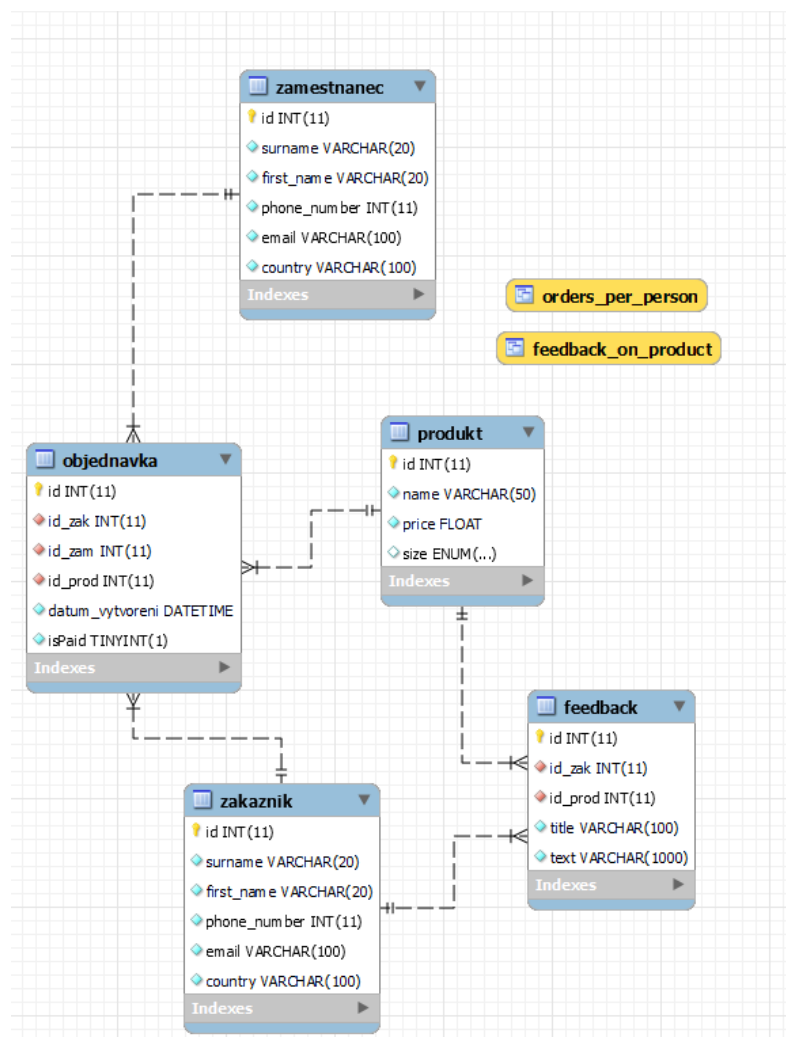 zamestnanec
id INT(11)
surname VARCHAR(20)
first_name VARCHAR(20)
phone_number INT(11)
email VARCHAR(100)
country VARCHAR(100)
Indexes
orders_per_person
feedback_on_product
objednavka
id INT(11)
id_zak INT(11)
id_zam INT(11)
id_prod INT(11)
datum_vytvoreni DATETIME
isPaid TINYINT(1)
Indexes
produkt
id INT(11)
name VARCHAR(50)
price FLOAT
size ENUM(...)
Indexes
feedback
id INT(11)
id_zak INT(11)
id_prod INT(11)
title VARCHAR(100)
text VARCHAR(1000)
Indexes
zakaznik
id INT(11)
surname VARCHAR(20)
first_name VARCHAR(20)
phone_number INT(11)
email VARCHAR(100)
country VARCHAR(100)
Indexes